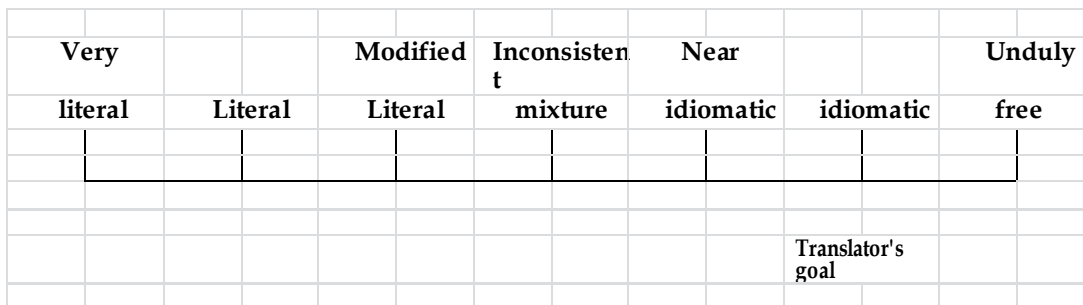 Very Modified Inconsisten Near Unduly
t
literal Literal Literal mixture idiomatic idiomatic free
Translator's
goal